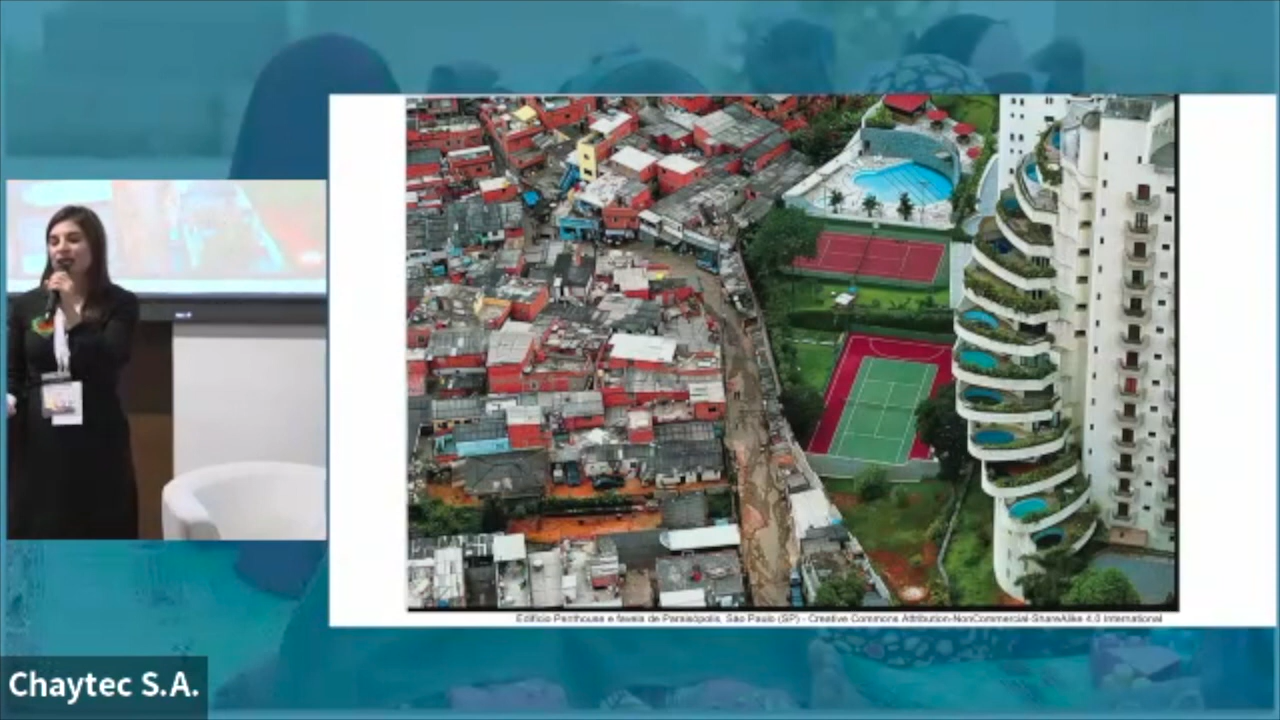 Edifício Penthouse e favela de Paraisópolis, São Paulo (SP) - Creative Commons Attribution-NonCommercial-ShareAlike 4.0 International
Chaytec S.A.